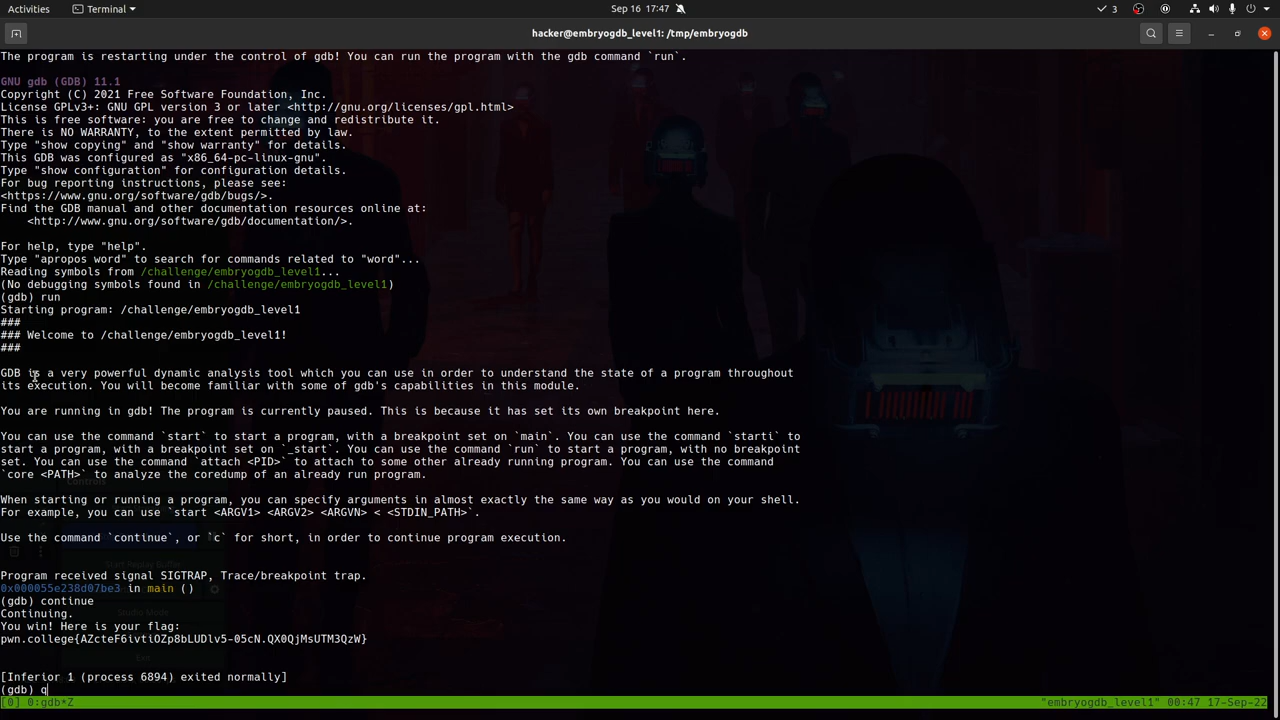 Activities
Terminal
Sep 16 17:47
3
hacker@embryogdb_level1: /tmp/embryogdb
The program is restarting under the control of gdb! You can run the program with the gdb command `run`.
GNU gdb (GDB) 11.1
Copyright (C) 2021 Free Software Foundation, Inc.
License GPLv3+: GNU GPL version 3 or later <http://gnu.org/licenses/gpl.html>
This is free software: you are free to change and redistribute it.
There is NO WARRANTY, to the extent permitted by law.
Type "show copying" and "show warranty" for details.
This GDB was configured as "x86_64-pc-linux-gnu".
Type "show configuration" for configuration details.
For bug reporting instructions, please see:
<https://www.gnu.org/software/gdb/bugs/>.
Find the GDB manual and other documentation resources online at:
<http://www.gnu.org/software/gdb/documentation/>.
For help, type "help".
Type "apropos word" to search for commands related to "word"...
Reading symbols from /challenge/embryogdb_level1...
(No debugging symbols found in /challenge/embryogdb_level1)
(gdb) run
Starting program: /challenge/embryogdb_level1
###
### Welcome to /challenge/embryogdb_level1!
###
GDB is a very powerful dynamic analysis tool which you can use in order to understand the state of a program throughout
its execution. You will become familiar with some of gdb's capabilities in this module.
You are running in gdb! The program is currently paused. This is because it has set its own breakpoint here.
You can use the command `start` to start a program, with a breakpoint set on `main`. You can use the command `starti` to
start a program, with a breakpoint set on `_start`. You can use the command `run` to start a program, with no breakpoint
set. You can use the command `attach <PID>` to attach to some other already running program. You can use the command
`core <PATH>` to analyze the coredump of an already run program.
Controls
When starting or running a program, you can specify arguments in almost exactly the same way as you would on your shell.
For example, you can use `start <ARGV1> <ARGV2> <ARGVN> < <STDIN_PATH>`.
Use the command `continue`, or `c` for short, in order to continue program execution.
Start Replay Buffer
Program received signal SIGTRAP, Trace/breakpoint trap.
0x000055e238d07be3 in main ()
(gdb) continue
Continuing.
Studio Mode
You win! Here is your flag:
pwn.college{AZcteF6ivtiOZp8bLUDlv5-05cN.QX0QjMsUTM3QzW}
Exit
[Inferior 1 (process 6894) exited normally]
(gdb) q
[0] 0:gdb*Z
"embryogdb_level1" 00:47 17-Sep-22